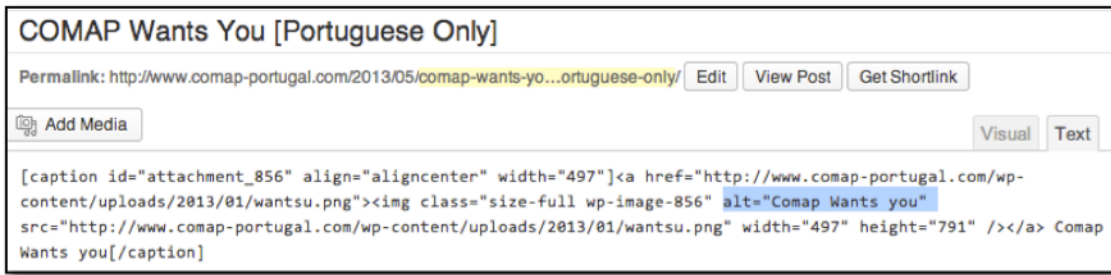 COMAP Wants You [Portuguese Only]
Permalink: http://www.comap-portugal.com/2013/05/comap-wants-yo...ortuguese-only/ Edit View Post Get Shortlink
Add Media Visual Text
[caption id="attachment_856" align="aligncenter" width="497"]<a href="http://www.comap-portugal.com/wp-
content/uploads/2013/01/wantsu.png"><img class="size-full wp-image-856" alt="Comap Wants you"
src="http://www.comap-portugal.com/wp-content/uploads/2013/01/wantsu.png" width="497" height="791" /></a> Comap
Wants you[/caption]